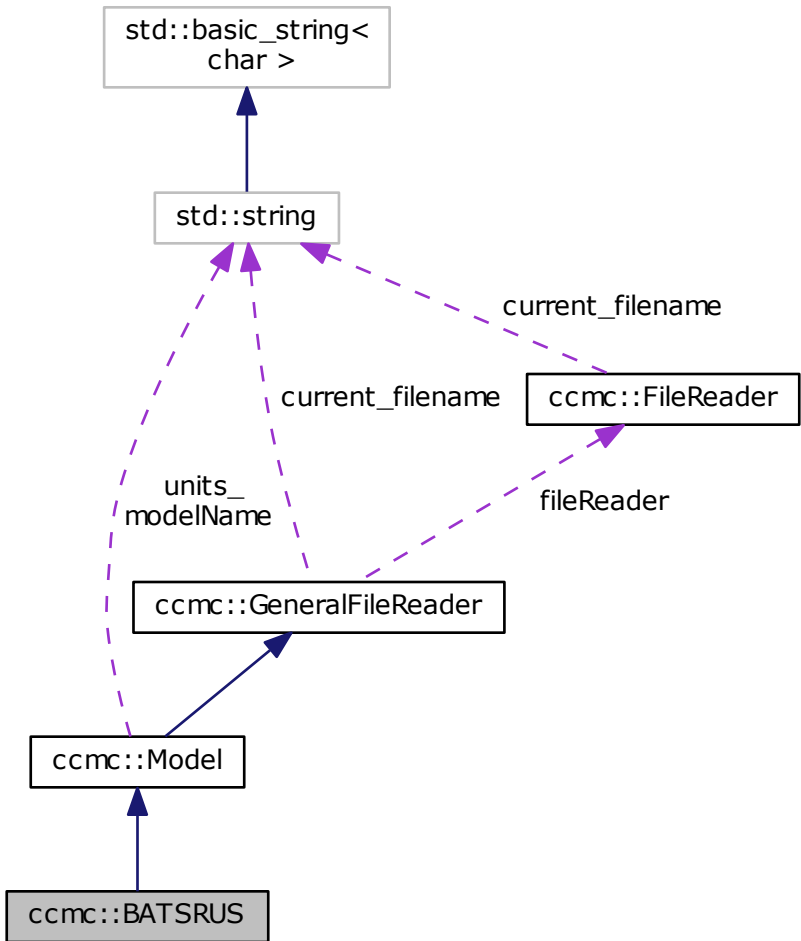 std::basic_string<
char >
std::string
current_filename
ccmc::FileReader
current_filename
units_
modelName
fileReader
ccmc::GeneralFileReader
ccmc::Model
ccmc::BATSRUS